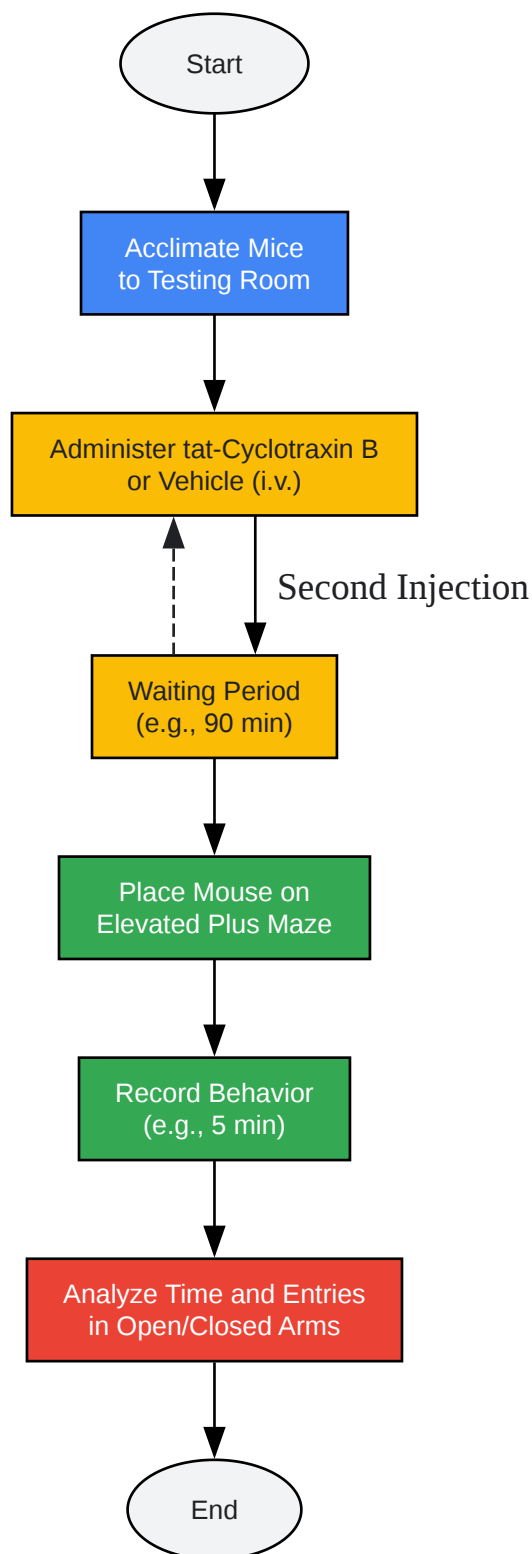 Start
Acclimate Mice
to Testing Room
Administer tat-Cyclotraxin B
or Vehicle (i.v.)
Second Injection
Waiting Period
(e.g., 90 min)
Place Mouse on
Elevated Plus Maze
Record Behavior
(e.g., 5 min)
Analyze Time and Entries
in Open/Closed Arms
End